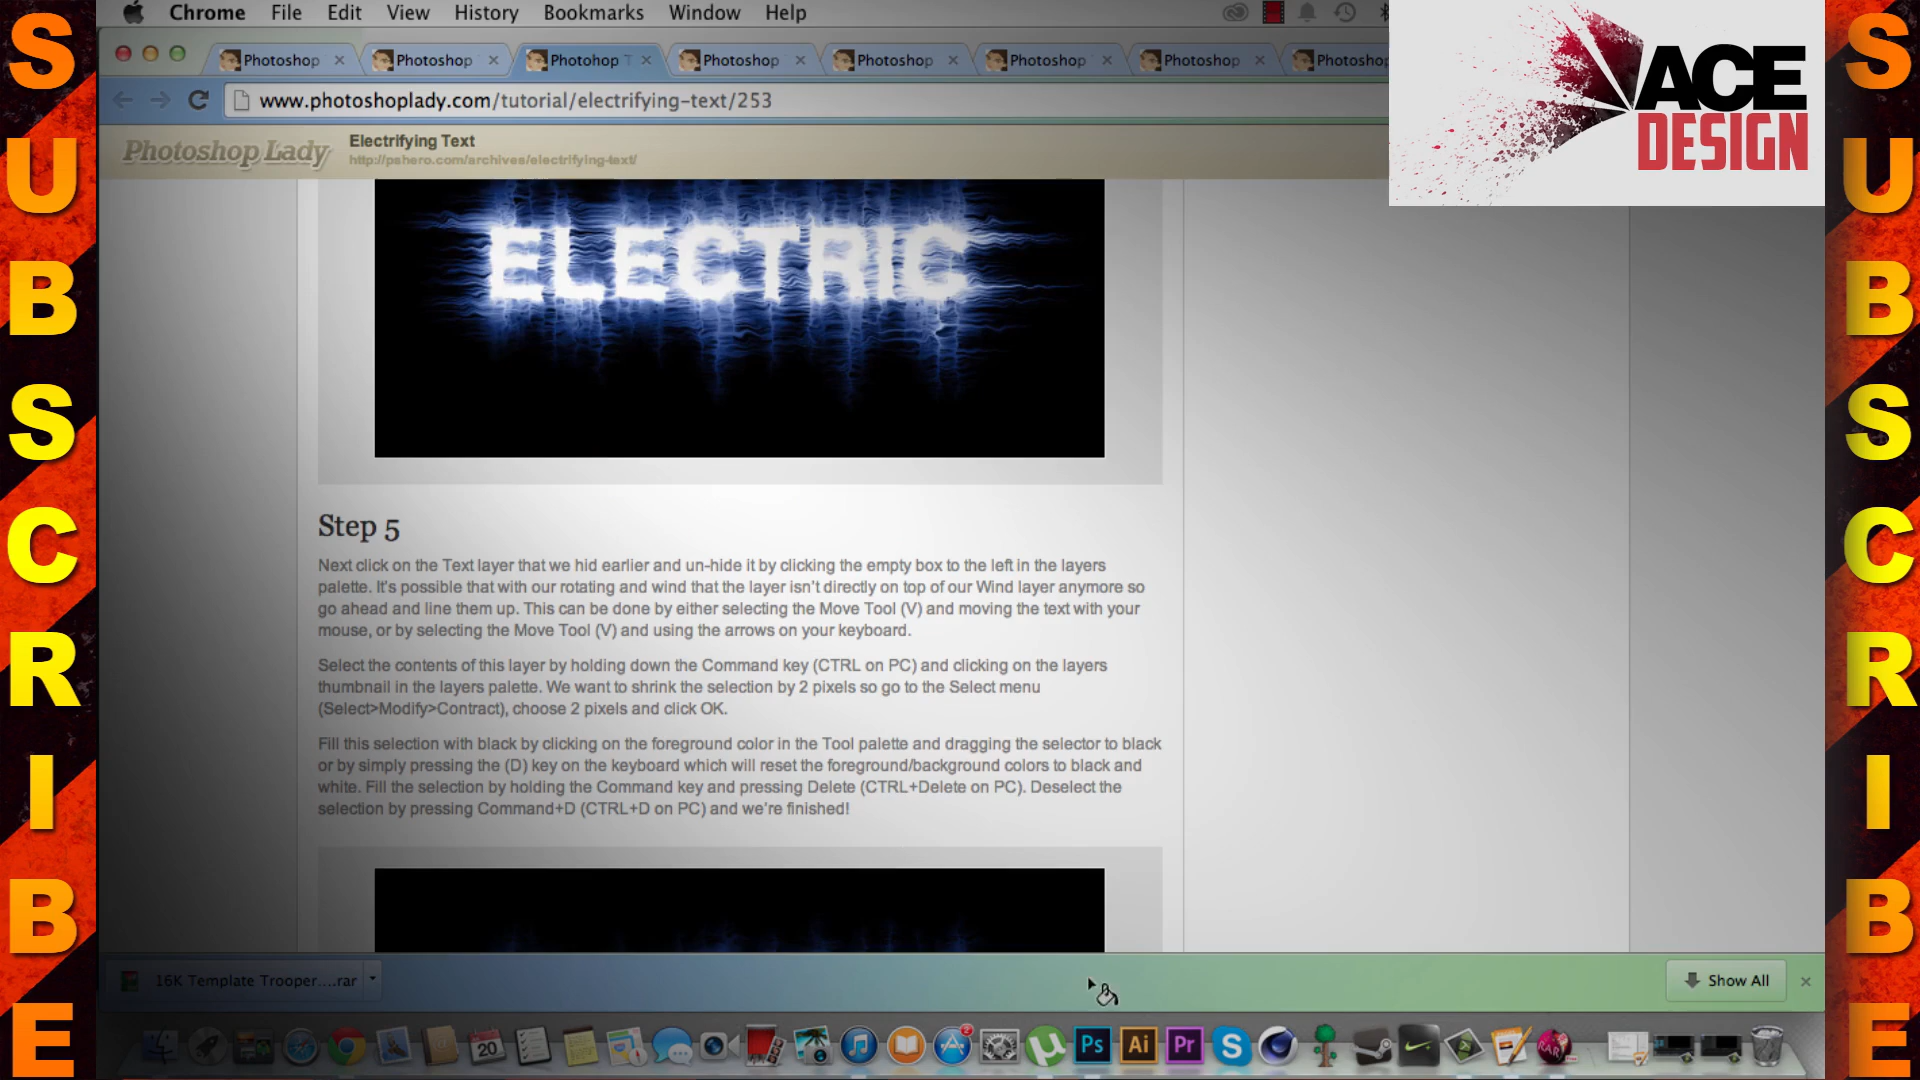 Chrome File Edit View History Bookmarks Window Help
Photoshop Photoshop Photohop T Photoshop Photoshop Photoshop Photoshop Photoshop
www.photoshoplady.com/tutorial/electrifying-text/253
Photoshop Lady
Electrifying Text
http://pshero.com/archives/electrifying-text/
ACE
DESIGN
ELECTRIC
Step 5
Next click on the Text layer that we hid earlier and un-hide it by clicking the empty box to the left in the layers
palette. It's possible that with our rotating and wind that the layer isn't directly on top of our Wind layer anymore so
go ahead and line them up. This can be done by either selecting the Move Tool (V) and moving the text with your
mouse, or by selecting the Move Tool (V) and using the arrows on your keyboard.
Select the contents of this layer by holding down the Command key (CTRL on PC) and clicking on the layers
thumbnail in the layers palette. We want to shrink the selection by 2 pixels so go to the Select menu
(Select>Modify>Contract), choose 2 pixels and click OK.
Fill this selection with black by clicking on the foreground color in the Tool palette and dragging the selector to black
or by simply pressing the (D) key on the keyboard which will reset the foreground/background colors to black and
white. Fill the selection by holding the Command key and pressing Delete (CTRL+Delete on PC). Deselect the
selection by pressing Command+D (CTRL+D on PC) and we're finished!
16K Template Trooper....rar
Show All
20
2
Ps
Ai
Pr
S
RAR
SUBSCRIBE
SUBSCRIBE